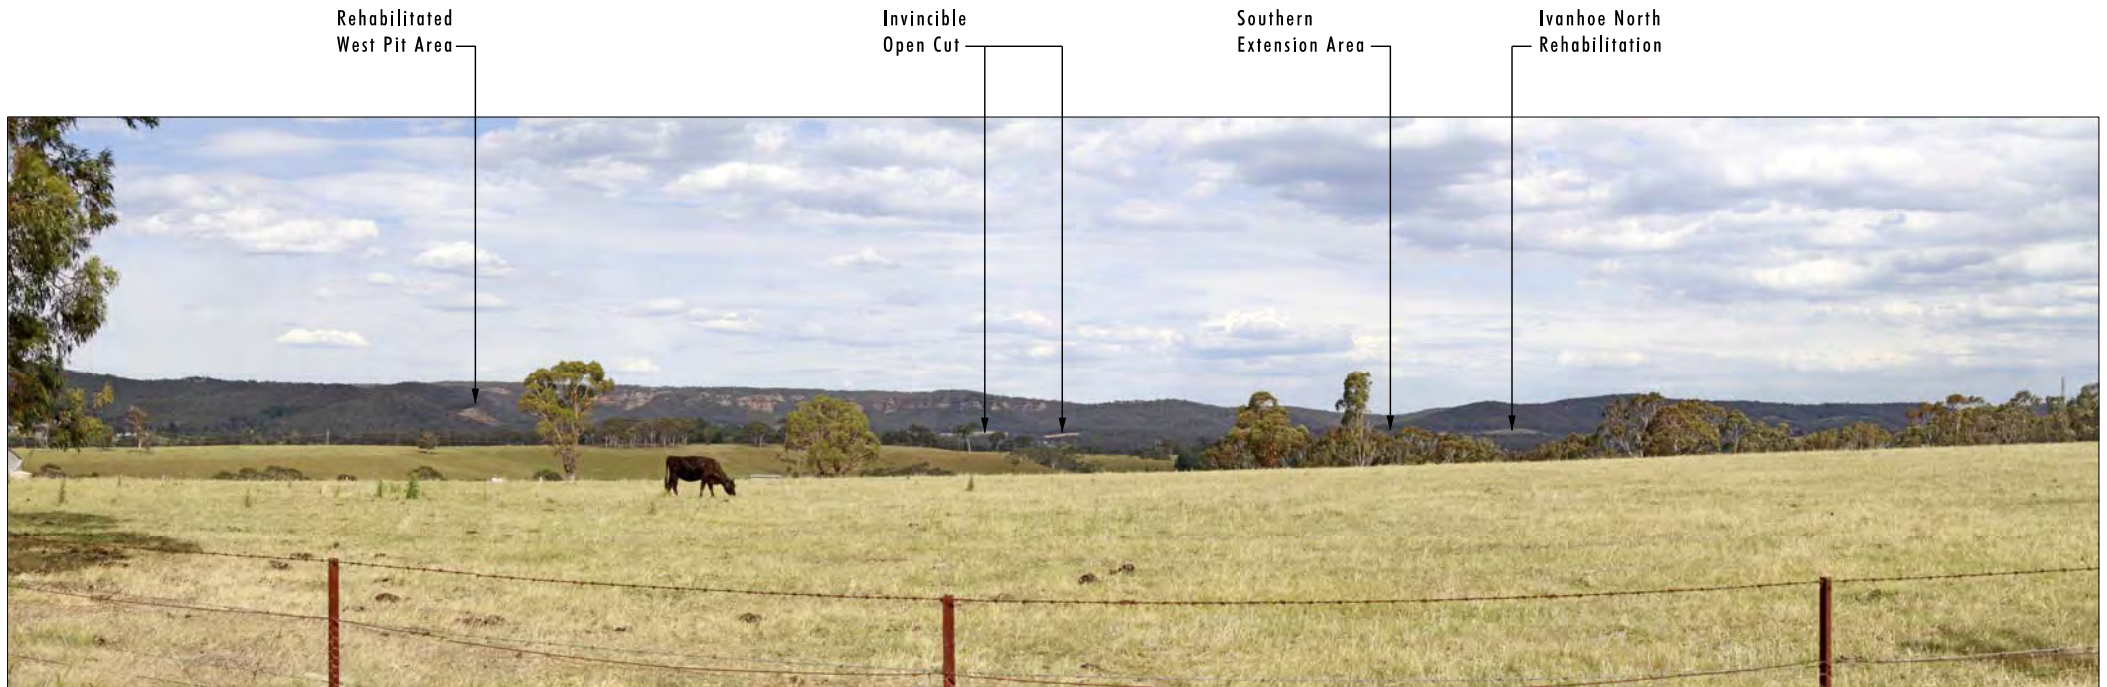 Rehabilitated
West Pit Area
Invincible
Open Cut
Southern
Extension Area
Ivanhoe North
Rehabilitation